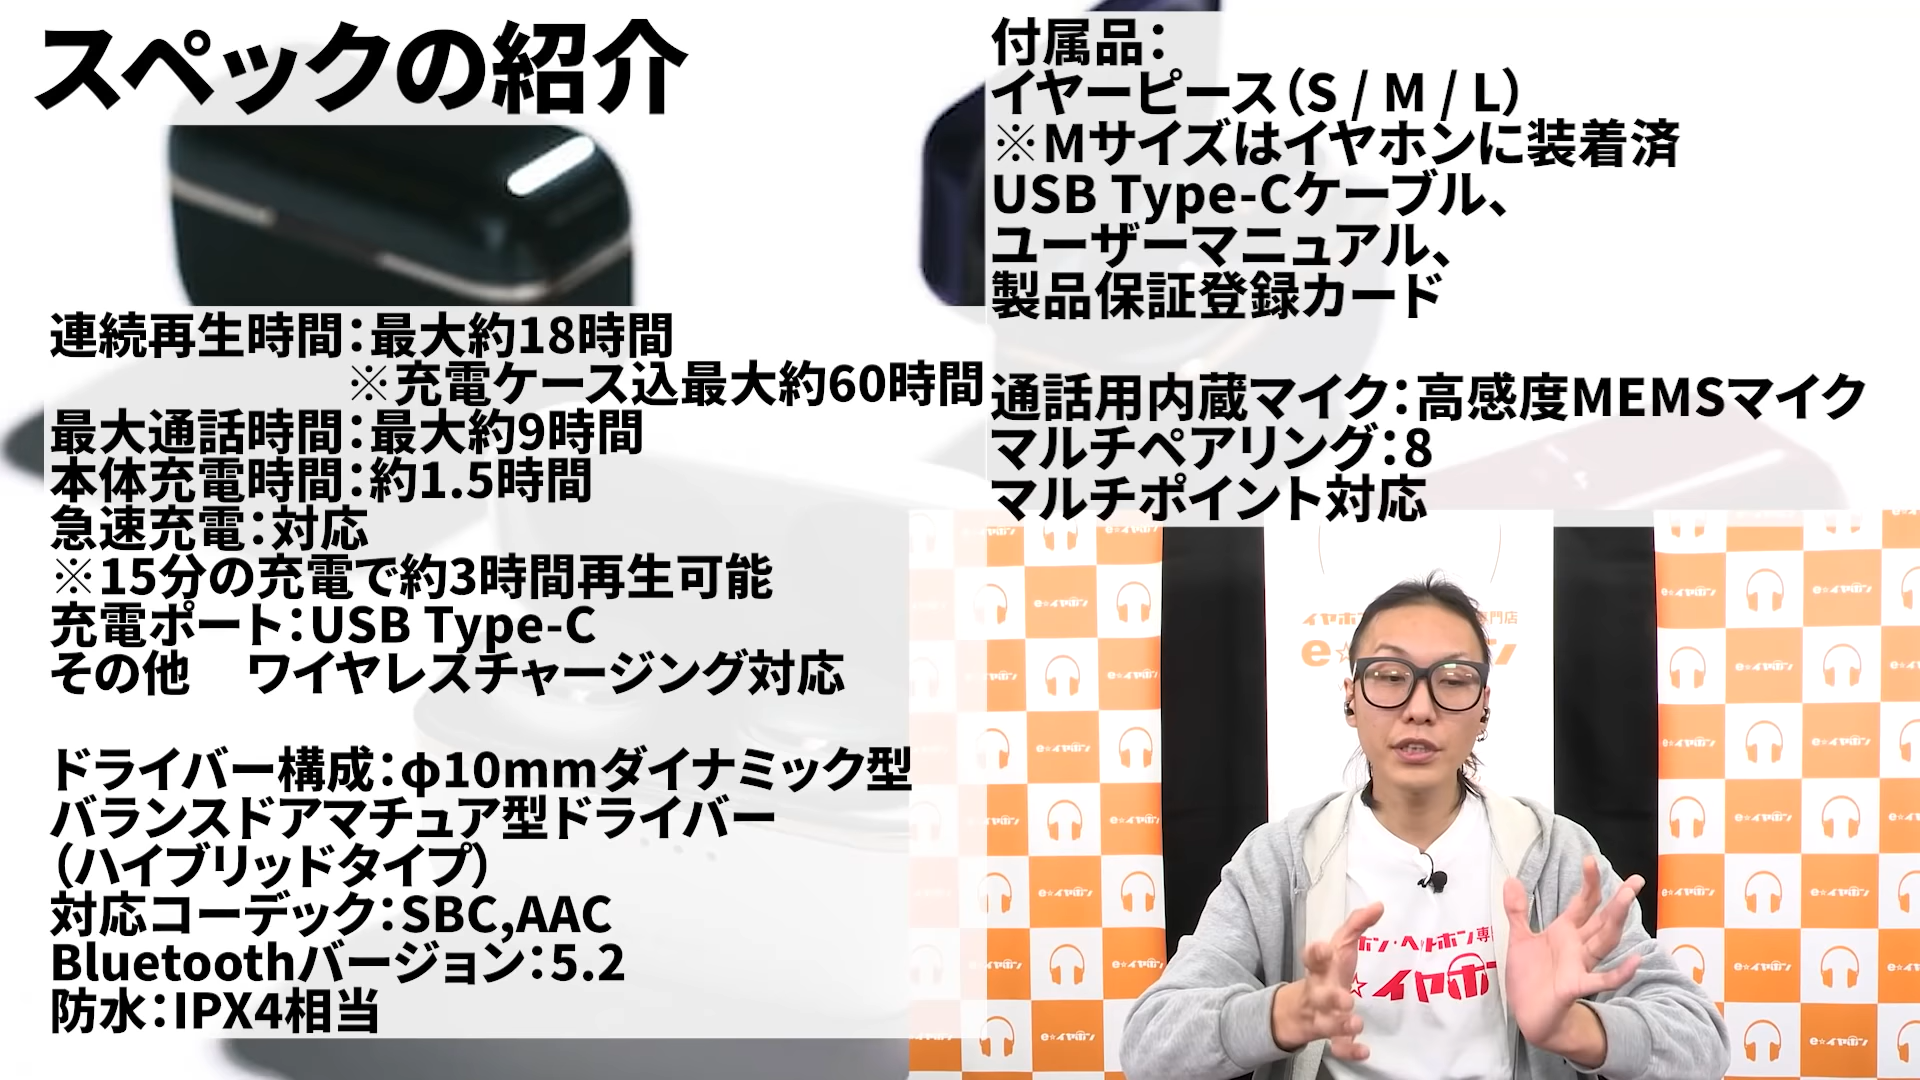 スペックの紹介
連続再生時間：最大約18時間
※充電ケース込最大約60時間
最大通話時間：最大約9時間
本体充電時間：約1.5時間
急速充電：対応
※15分の充電で約3時間再生可能
充電ポート：USB Type-C
その他　ワイヤレスチャージング対応
ドライバー構成：φ10mmダイナミック型
バランスドアマチュア型ドライバー
（ハイブリッドタイプ）
対応コーデック：SBC,AAC
Bluetoothバージョン：5.2
防水：IPX4相当
付属品：
イヤーピース（S / M / L）
※Mサイズはイヤホンに装着済
USB Type-Cケーブル、
ユーザーマニュアル、
製品保証登録カード
通話用内蔵マイク：高感度MEMSマイク
マルチペアリング：8
マルチポイント対応
e☆イヤホン